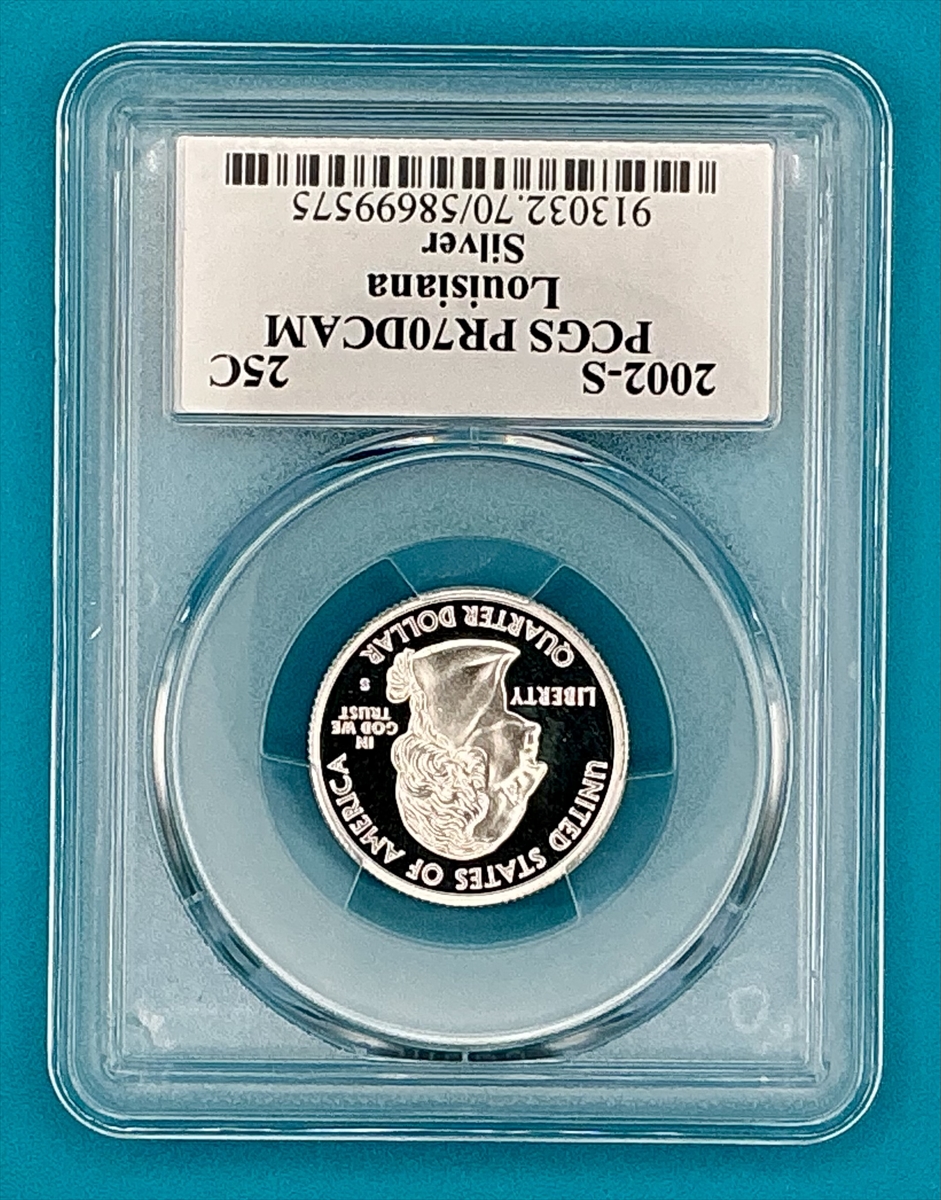 2002-S 25C
PCGS PR70DCAM
Louisiana
Silver
913032.70/58699575
UNITED STATES OF AMERICA
LIBERTY
IN
GOD WE
TRUST
S
QUARTER DOLLAR